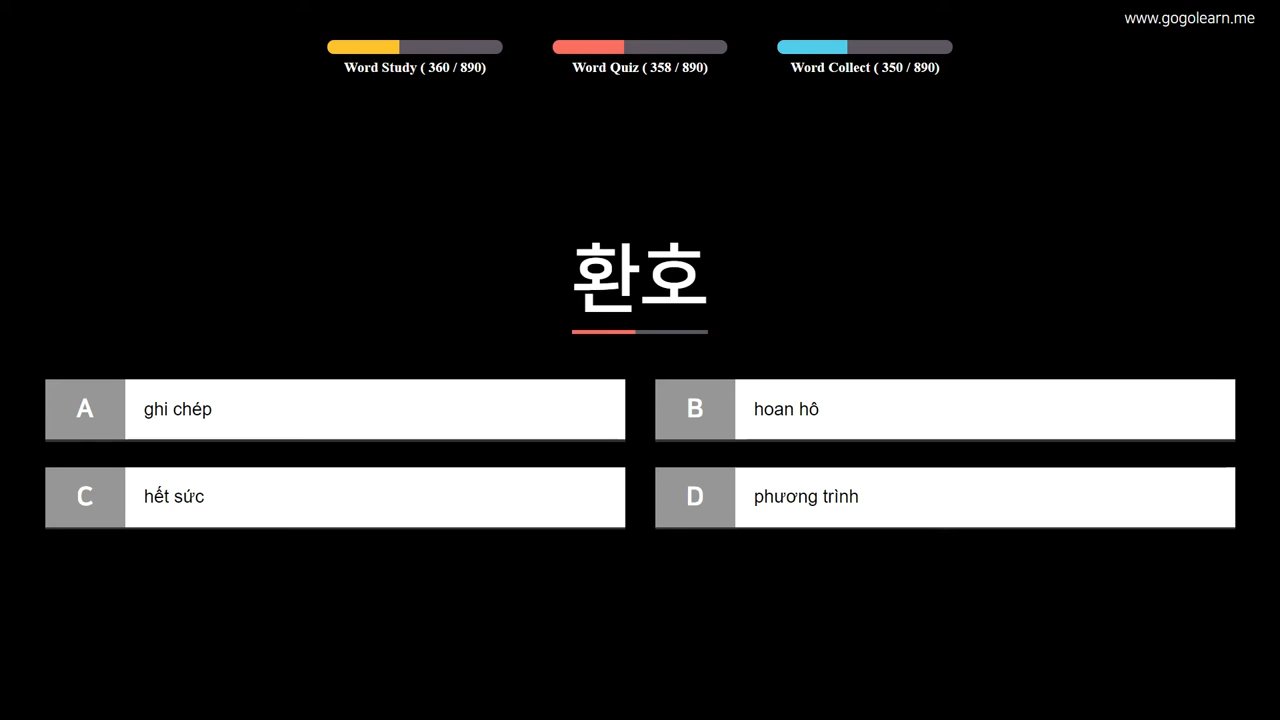 www.gogolearn.me
Word Study ( 360 / 890)
Word Quiz ( 358 / 890)
Word Collect ( 350 / 890)
환호
A ghi chép
B hoan hô
C hết sức
D phương trình